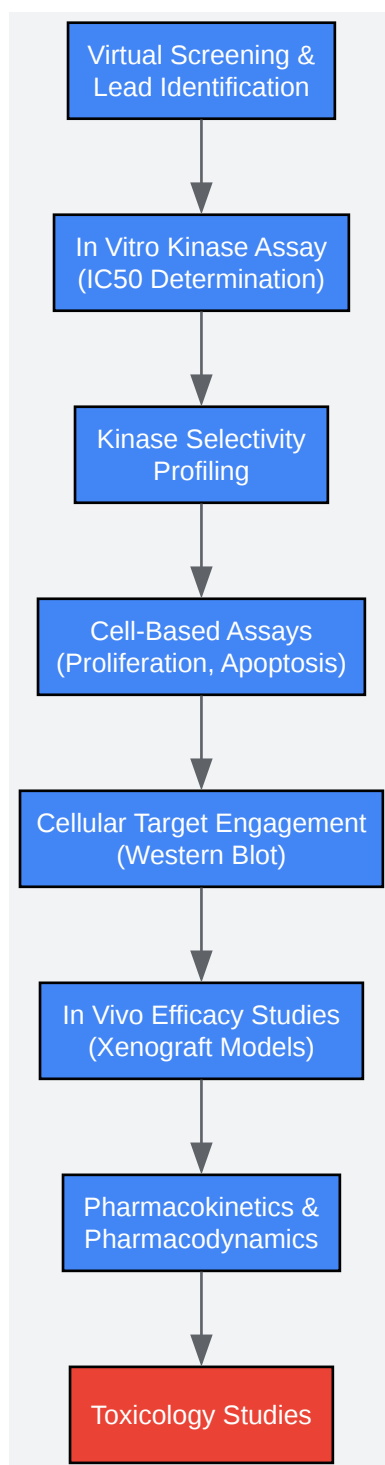 Virtual Screening &
Lead Identification
In Vitro Kinase Assay
(IC50 Determination)
Kinase Selectivity
Profiling
Cell-Based Assays
(Proliferation, Apoptosis)
Cellular Target Engagement
(Western Blot)
In Vivo Efficacy Studies
(Xenograft Models)
Pharmacokinetics &
Pharmacodynamics
Toxicology Studies